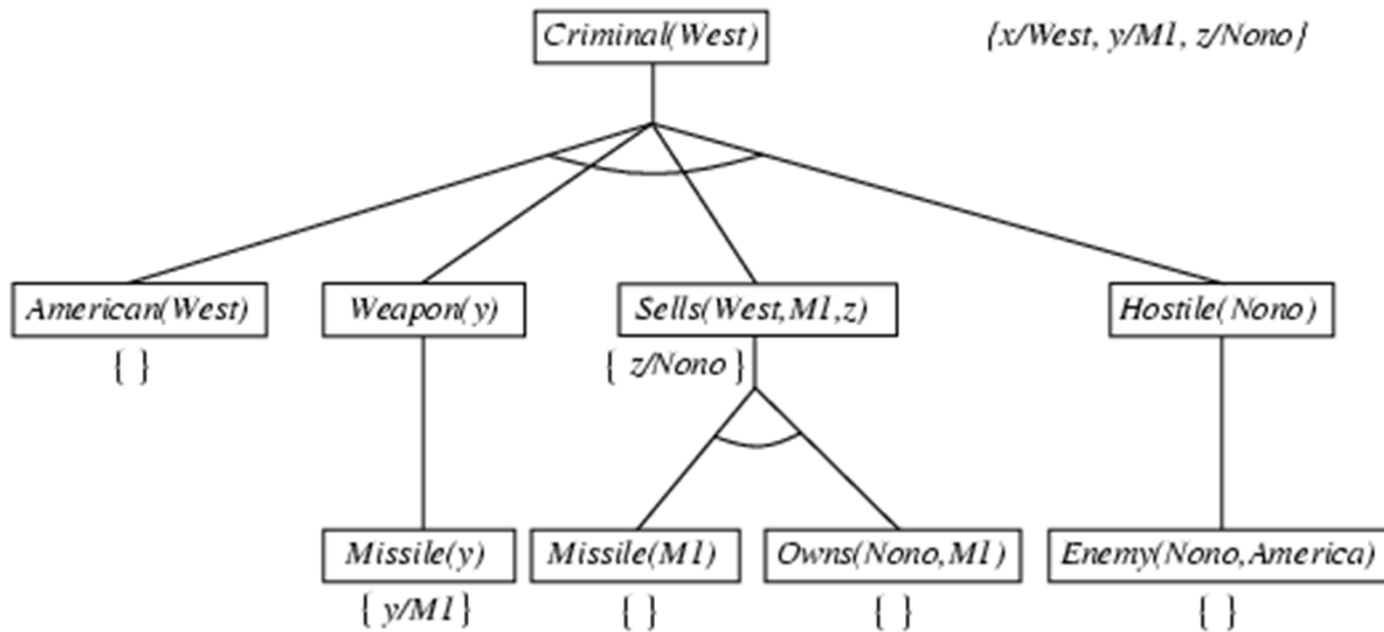 Criminal(West)
{x/West, y/M1, z/Nono}
American(West)
Weapon(y)
Sells(West,M1,z)
Hostile(Nono)
{ }
{ z/Nono }
Missile(y)
Missile(M1)
Owns(Nono,M1)
Enemy(Nono,America)
{ y/M1 }
{ }
{ }
{ }